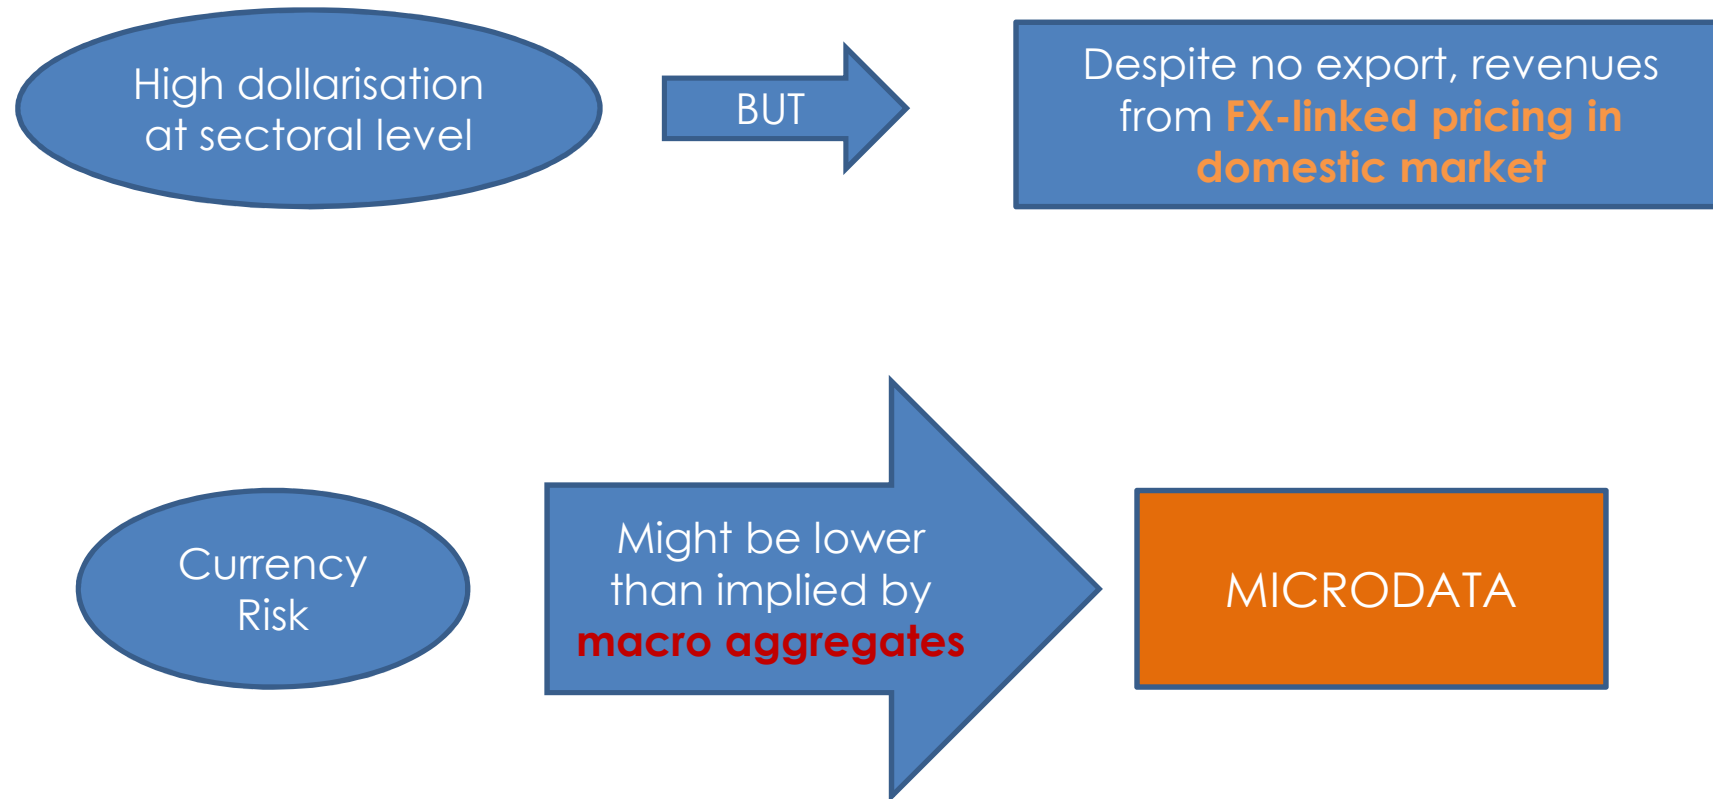 High dollarisation
at sectoral level
BUT
Despite no export, revenues
from FX-linked pricing in
domestic market
Currency
Risk
Might be lower
than implied by
macro aggregates
MICRODATA